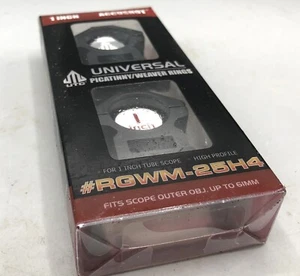 1 INCH ACCUSHOT
UTG
UNIVERSAL
PICATINNY/WEAVER RINGS
1
INCH
• FOR 1 INCH TUBE SCOPE • HIGH PROFILE
#RGWM-25H4
FITS SCOPE OUTER OBJ. UP TO 61MM